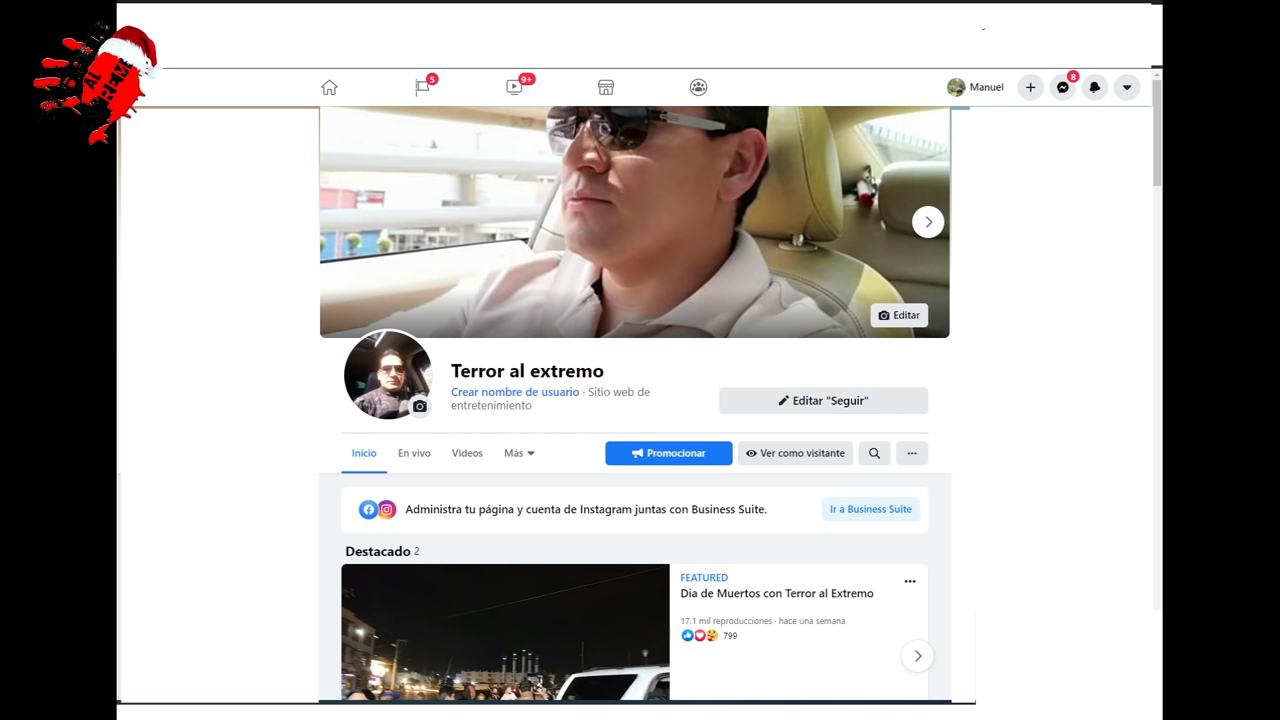 AL
5
9+
Manuel
8
Editar
Terror al extremo
Crear nombre de usuario · Sitio web de
entretenimiento
Editar "Seguir"
Inicio
En vivo
Videos
Más
Promocionar
Ver como visitante
Administra tu página y cuenta de Instagram juntas con Business Suite.
Ir a Business Suite
Destacado 2
FEATURED
Dia de Muertos con Terror al Extremo
17.1 mil reproducciones · hace una semana
799